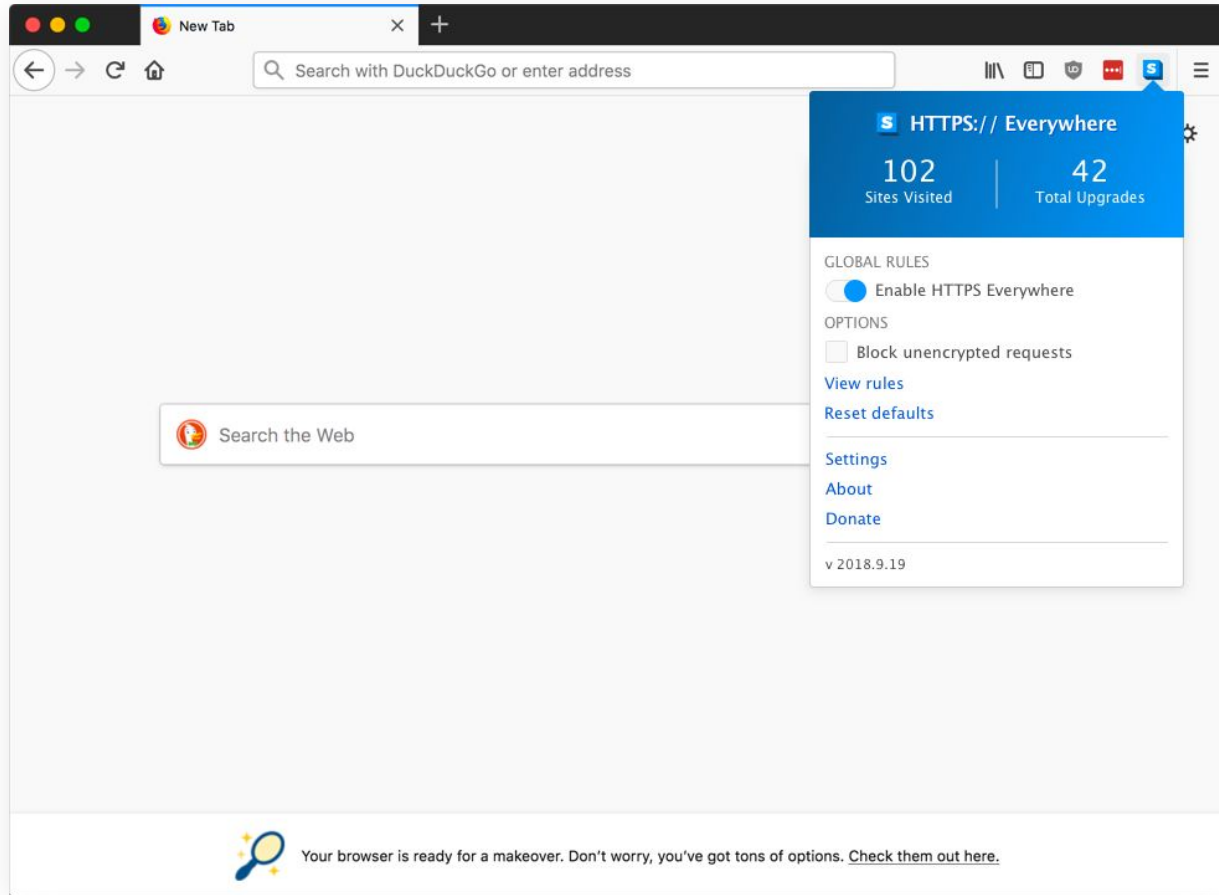 New Tab
Search with DuckDuckGo or enter address
S HTTPS:// Everywhere
102 42
Sites Visited Total Upgrades
GLOBAL RULES
Enable HTTPS Everywhere
OPTIONS
Block unencrypted requests
View rules
Reset defaults
Search the Web
Settings
About
Donate
v 2018.9.19
Your browser is ready for a makeover. Don't worry, you've got tons of options. Check them out here.